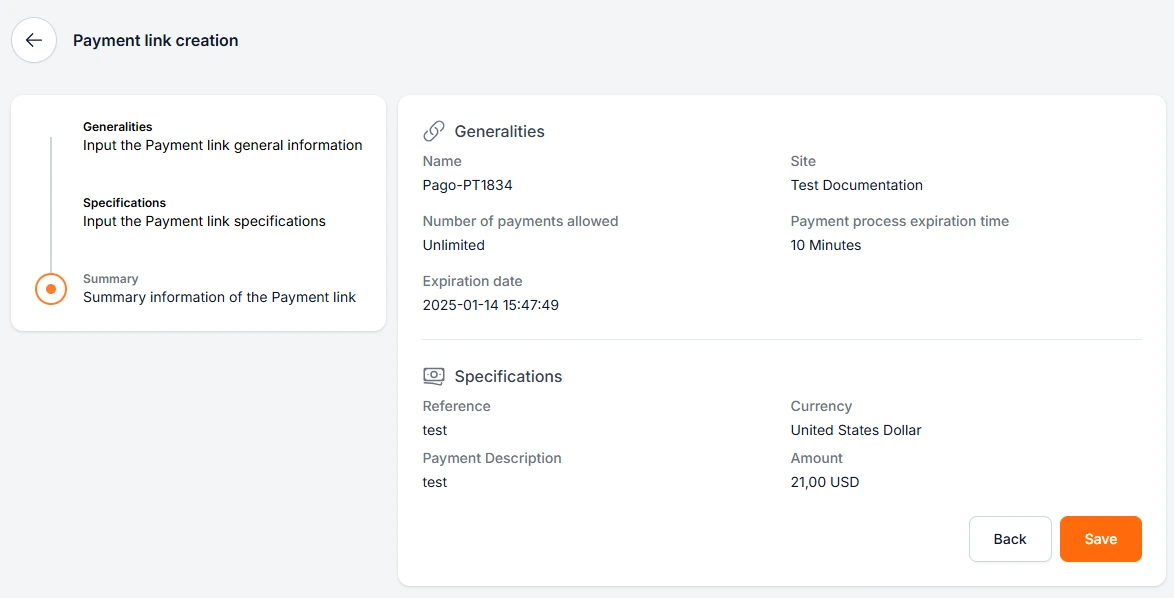 Payment link creation
Generalities
Input the Payment link general information
Specifications
Input the Payment link specifications
Summary
Summary information of the Payment link
Generalities
Name
Pago-PT1834
Site
Test Documentation
Number of payments allowed
Unlimited
Payment process expiration time
10 Minutes
Expiration date
2025-01-14 15:47:49
Specifications
Reference
test
Currency
United States Dollar
Payment Description
test
Amount
21,00 USD
Back
Save